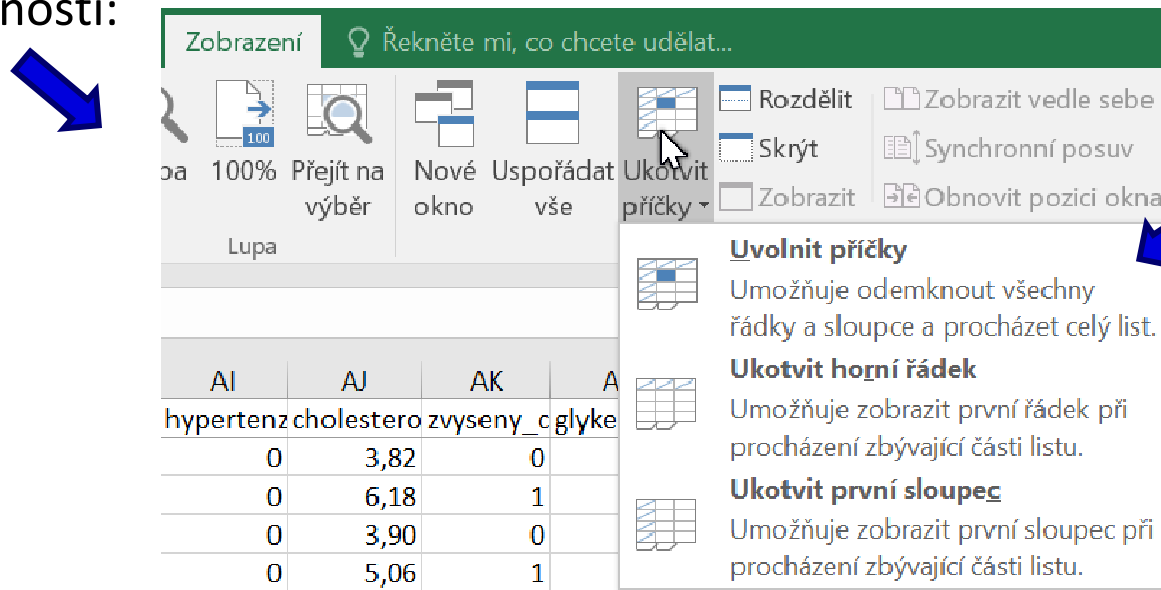 ností:
Zobrazení Řekněte mi, co chcete udělat...
pa 100% Přejít na výběr
Lupa
Nové okno Uspořádat vše Ukotvit příčky
Rozdělit
Skrýt
Zobrazit
Zobrazit vedle sebe
Synchronní posuv
Obnovit pozici okna
100
Uvolnit příčky
Umožňuje odemknout všechny
řádky a sloupce a procházet celý list.
Ukotvit horní řádek
Umožňuje zobrazit první řádek při
procházení zbývající části listu.
Ukotvit první sloupec
Umožňuje zobrazit první sloupec při
procházení zbývající části listu.
AI AJ AK A
hypertenz cholestero zvyseny_c glyke
0 3,82 0
0 6,18 1
0 3,90 0
0 5,06 1